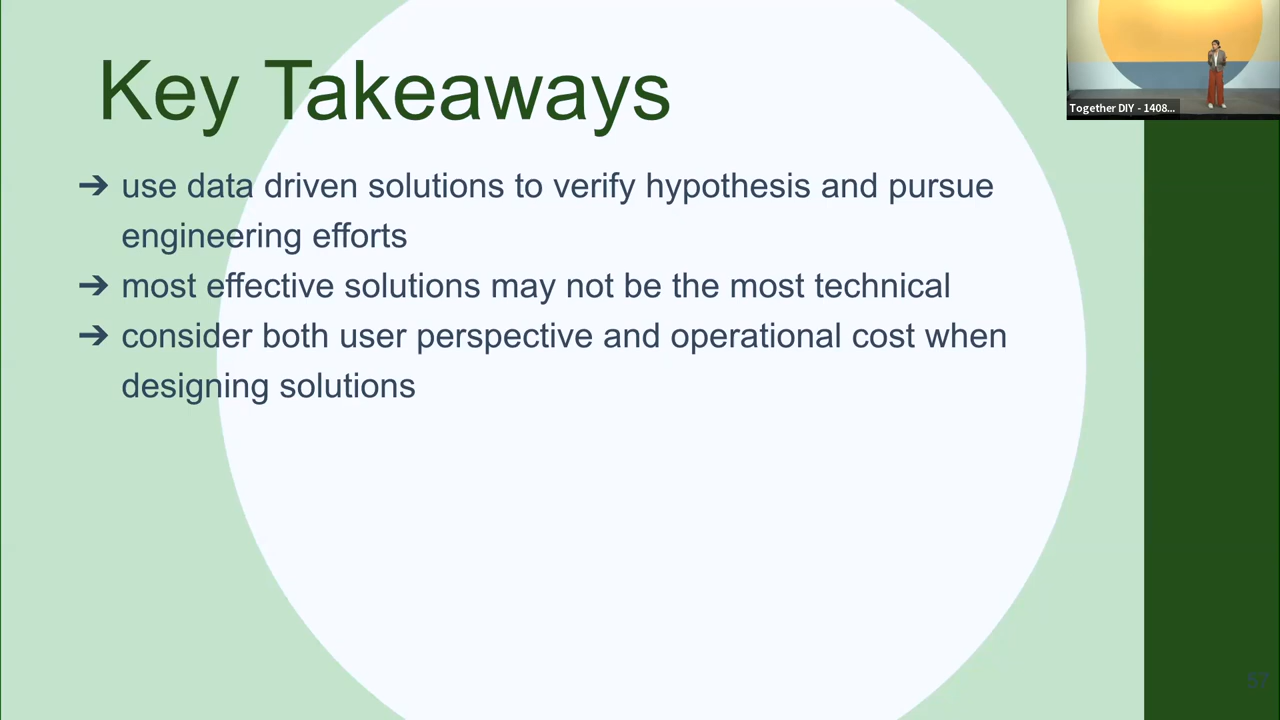 Key Takeaways
➔ use data driven solutions to verify hypothesis and pursue
engineering efforts
➔ most effective solutions may not be the most technical
➔ consider both user perspective and operational cost when
designing solutions
Together DIY - 1408...
57